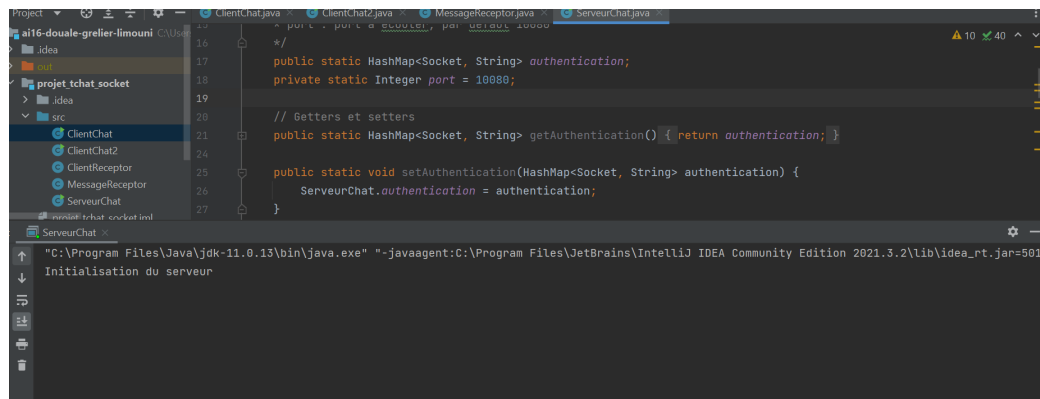 Project
ClientChat.java
ClientChat2.java
MessageReceptor.java
ServeurChat.java
ai16-douale-grelier-limouni C:\User
.idea
out
projet_tchat_socket
.idea
src
ClientChat
ClientChat2
ClientReceptor
MessageReceptor
ServeurChat
projet_tchat_socket.iml
10 40
15 * port : port à écouter, par défaut 10080
16 */
17 public static HashMap<Socket, String> authentication;
18 private static Integer port = 10080;
19
20 // Getters et setters
21 public static HashMap<Socket, String> getAuthentication() { return authentication; }
24
25 public static void setAuthentication(HashMap<Socket, String> authentication) {
26 ServeurChat.authentication = authentication;
27 }
ServeurChat
"C:\Program Files\Java\jdk-11.0.13\bin\java.exe" "-javaagent:C:\Program Files\JetBrains\IntelliJ IDEA Community Edition 2021.3.2\lib\idea_rt.jar=501
Initialisation du serveur